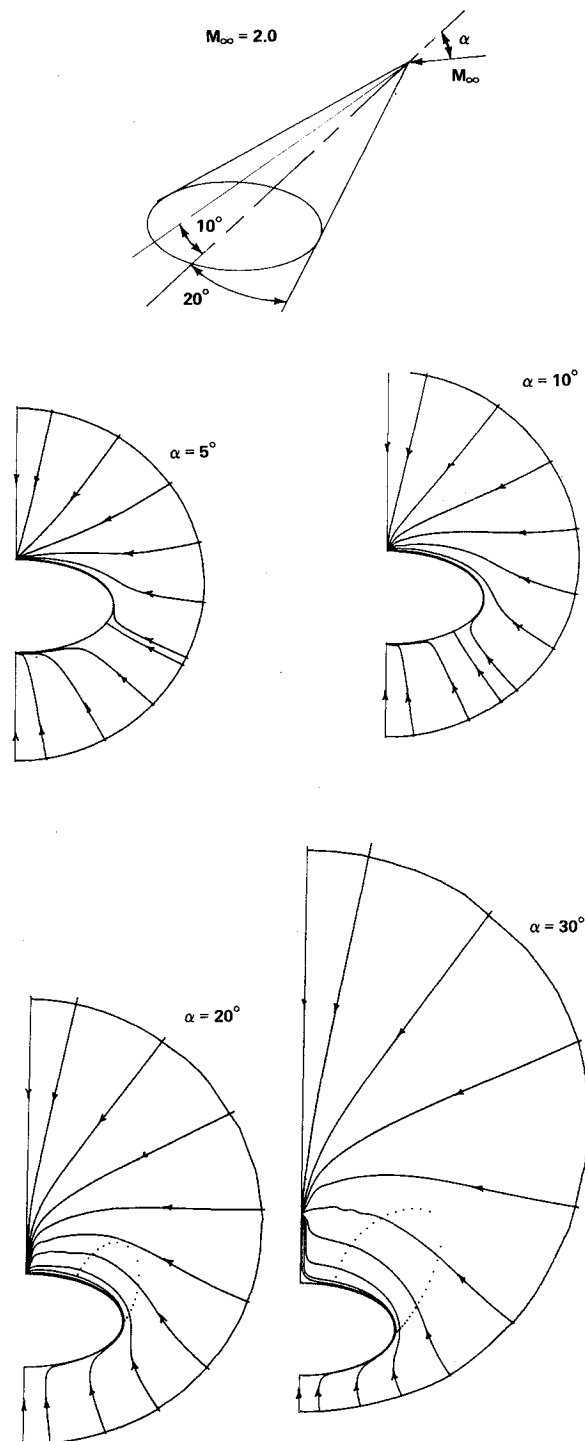 M∞ = 2.0
α
M∞
10°
20°
α = 5°
α = 10°
α = 20°
α = 30°